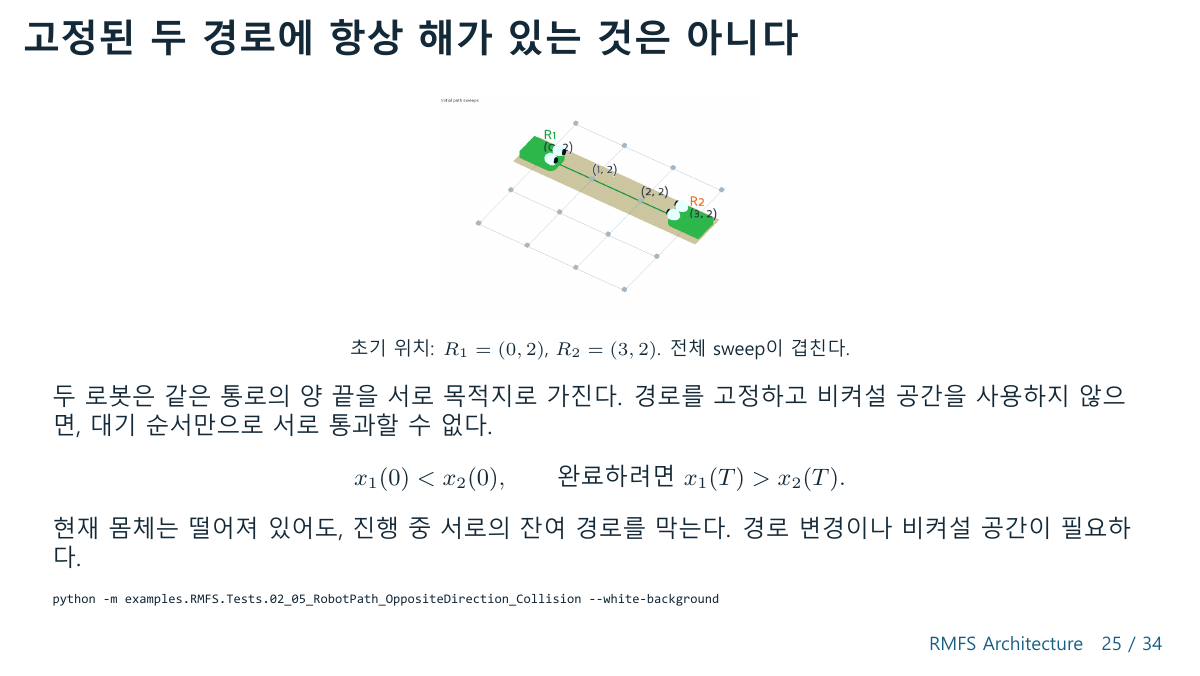 고정된 두 경로에 항상 해가 있는 것은 아니다
Initial path sweeps
R1
(0, 2)
(1, 2)
(2, 2)
R2
(3, 2)
초기 위치: R₁ = (0, 2), R₂ = (3, 2). 전체 sweep이 겹친다.
두 로봇은 같은 통로의 양 끝을 서로 목적지로 가진다. 경로를 고정하고 비켜설 공간을 사용하지 않으
면, 대기 순서만으로 서로 통과할 수 없다.
x₁(0) < x₂(0), 완료하려면 x₁(T) > x₂(T).
현재 몸체는 떨어져 있어도, 진행 중 서로의 잔여 경로를 막는다. 경로 변경이나 비켜설 공간이 필요하
다.
python -m examples.RMFS.Tests.02_05_RobotPath_OppositeDirection_Collision --white-background
RMFS Architecture 25 / 34